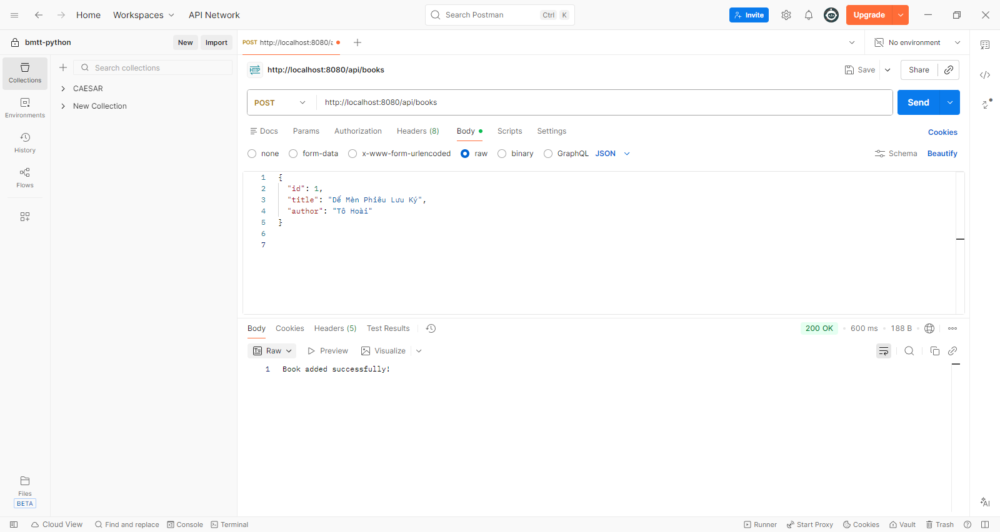 Home
Workspaces
API Network
Search Postman
Ctrl K
Invite
Upgrade
bmtt-python
New
Import
POST http://localhost:8080/a
No environment
Collections
Environments
History
Flows
Files
BETA
Search collections
CAESAR
New Collection
HTTP
http://localhost:8080/api/books
Save
Share
POST
http://localhost:8080/api/books
Send
Docs
Params
Authorization
Headers (8)
Body
Scripts
Settings
Cookies
none
form-data
x-www-form-urlencoded
raw
binary
GraphQL
JSON
Schema
Beautify
1 {
2 "id": 1,
3 "title": "Dế Mèn Phiêu Lưu Ký",
4 "author": "Tô Hoài"
5 }
6
7
Body
Cookies
Headers (5)
Test Results
200 OK
600 ms
188 B
Raw
Preview
Visualize
1 Book added successfully!
AI
Cloud View
Find and replace
Console
Terminal
Runner
Start Proxy
Cookies
Vault
Trash